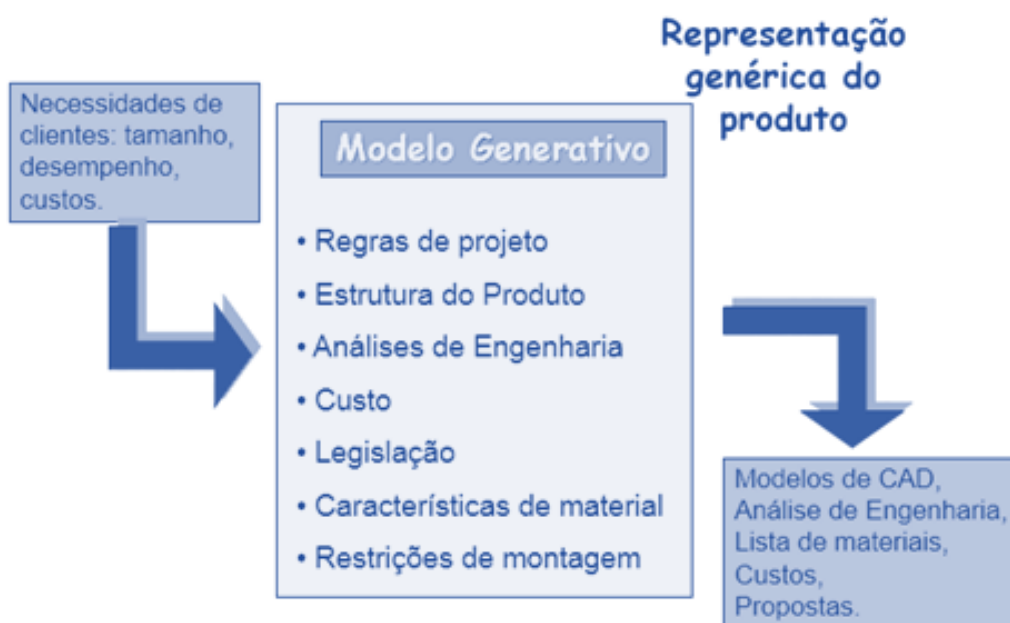 Representação
genérica do
produto
Necessidades de
clientes: tamanho,
desempenho,
custos.
Modelo Generativo
• Regras de projeto
• Estrutura do Produto
• Análises de Engenharia
• Custo
• Legislação
• Características de material
• Restrições de montagem
Modelos de CAD,
Análise de Engenharia,
Lista de materiais,
Custos,
Propostas.